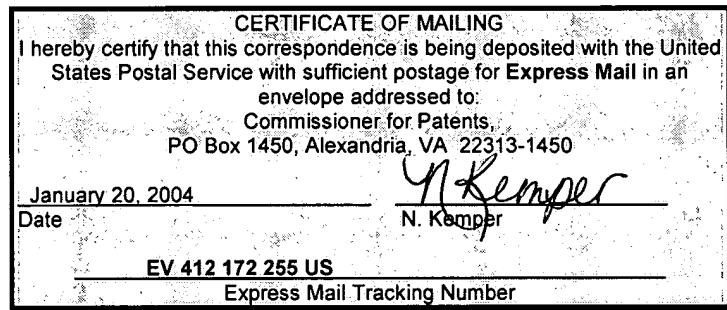 CERTIFICATE OF MAILING
I hereby certify that this correspondence is being deposited with the United
States Postal Service with sufficient postage for Express Mail in an
envelope addressed to:
Commissioner for Patents,
PO Box 1450, Alexandria, VA 22313-1450
January 20, 2004 N Kemper
Date N. Kemper
EV 412 172 255 US
Express Mail Tracking Number